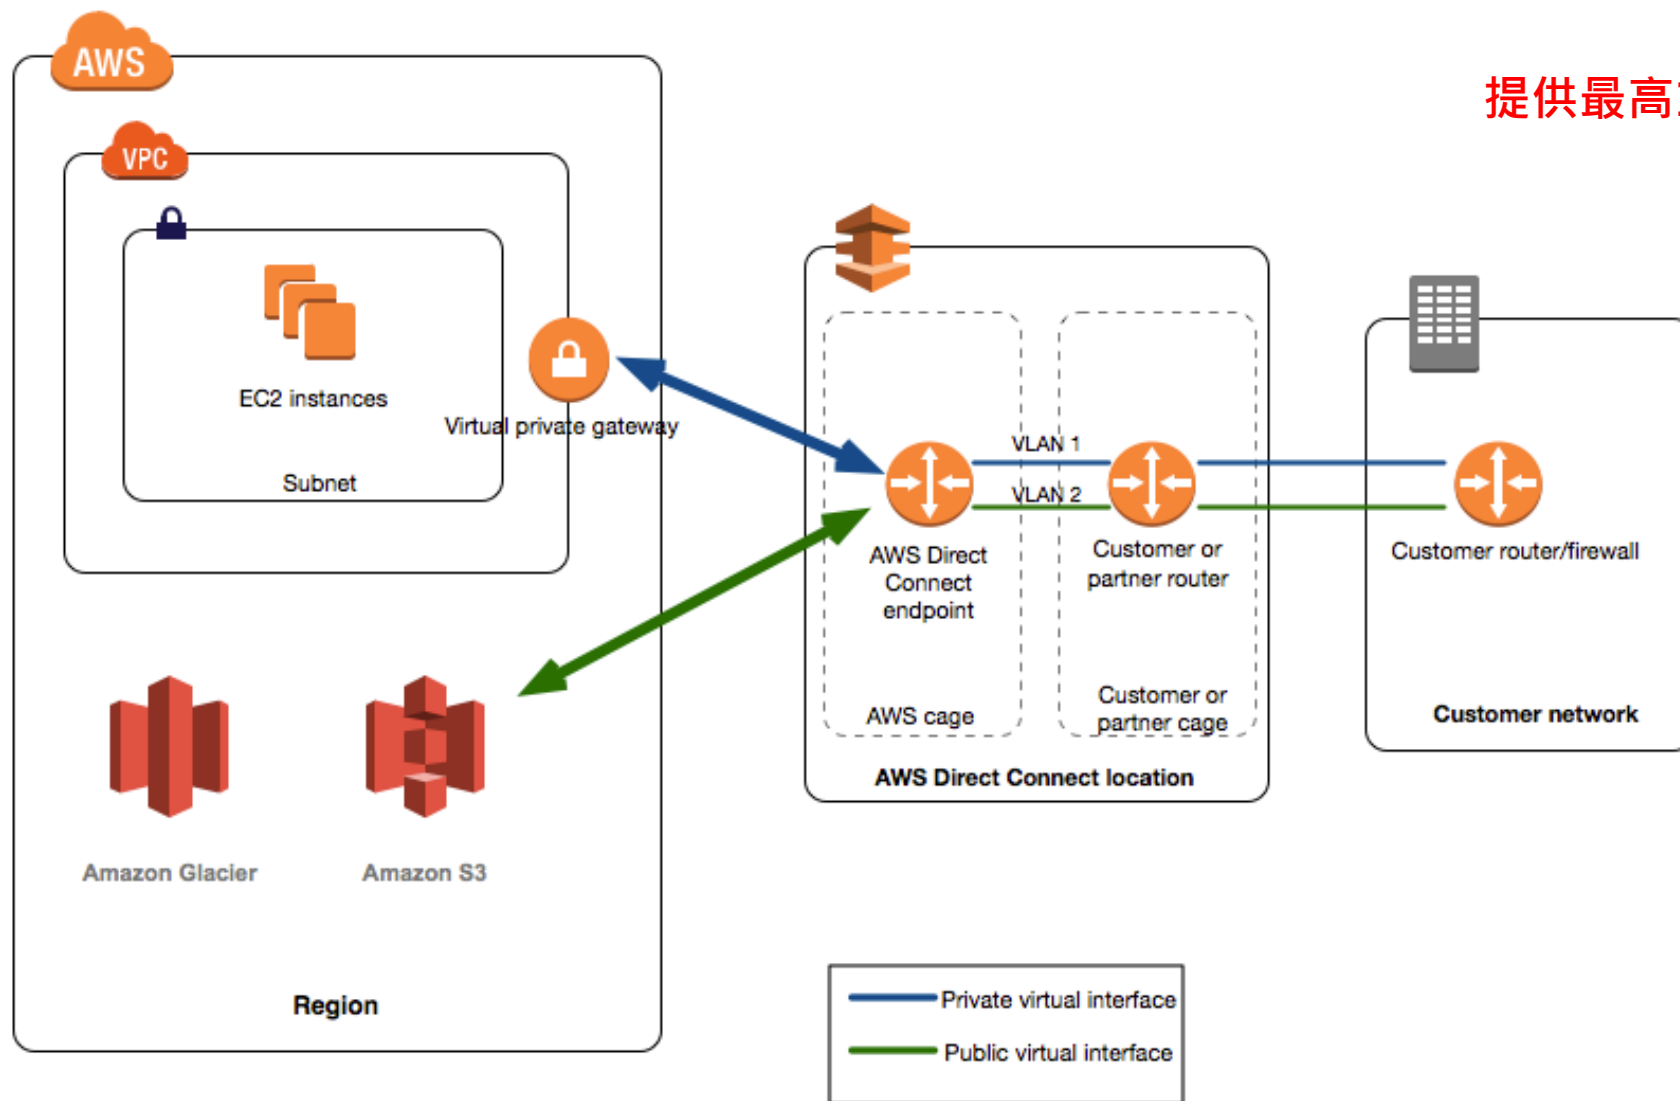 AWS
提供最高
VPC
EC2 instances
Virtual private gateway
Subnet
VLAN 1
VLAN 2
AWS Direct
Connect
endpoint
Customer or
partner router
Customer router/firewall
AWS cage
Customer or
partner cage
Customer network
AWS Direct Connect location
Amazon Glacier
Amazon S3
Region
Private virtual interface
Public virtual interface